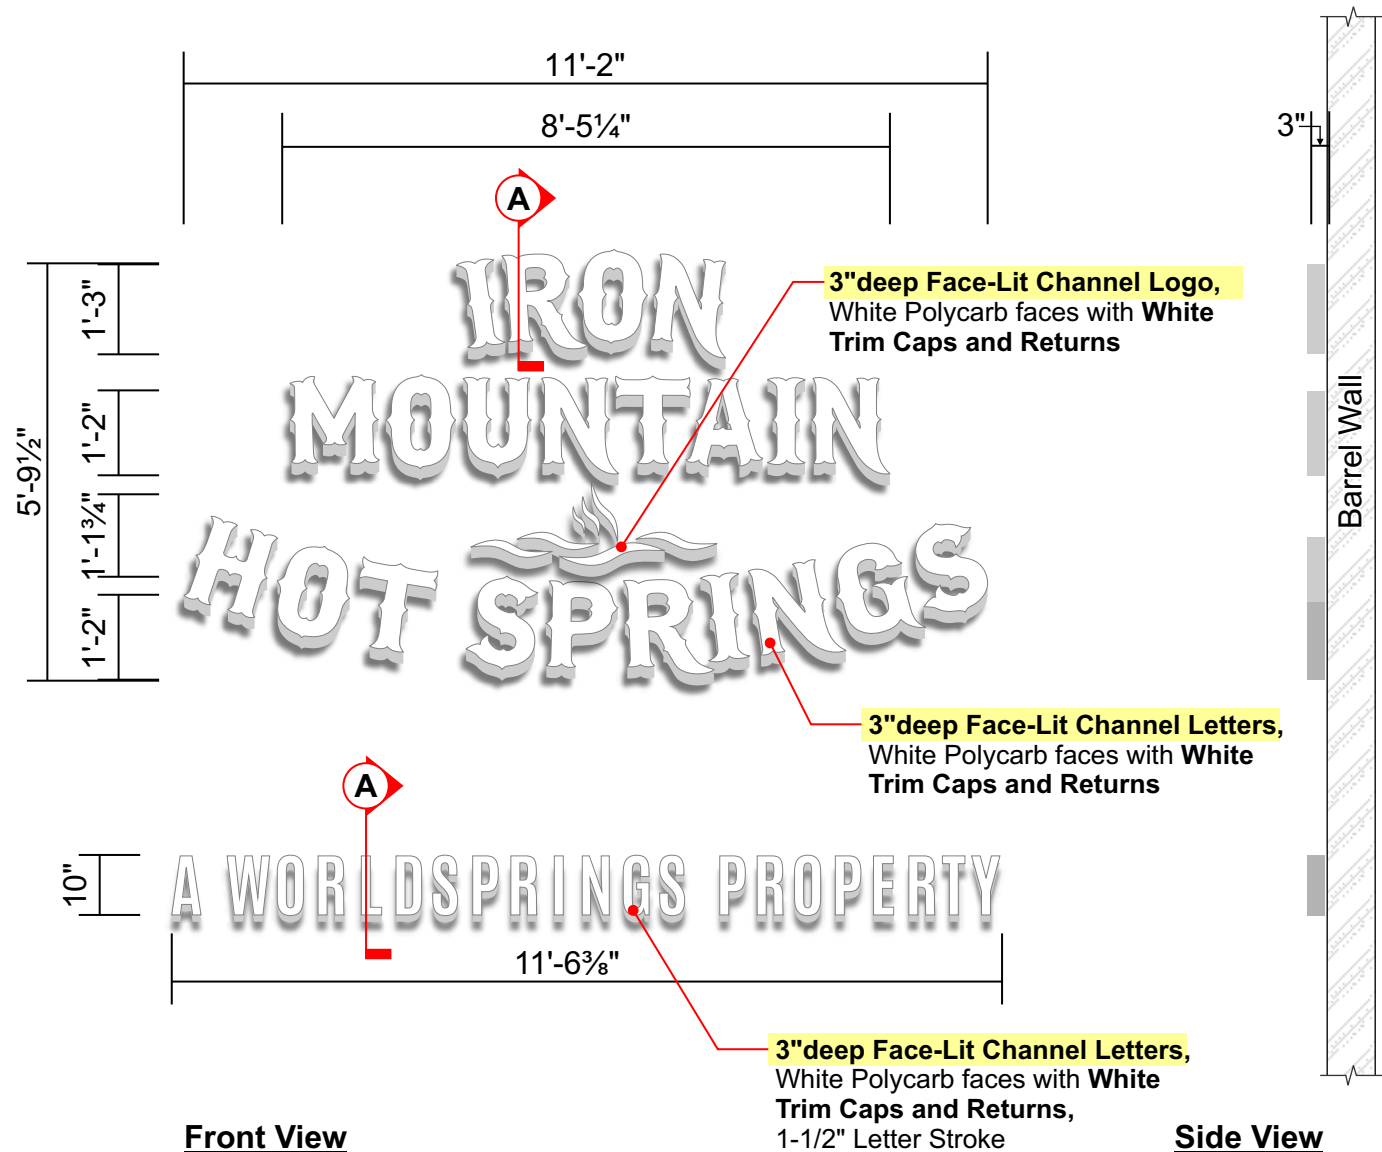 11'-2"
8'-5¼"
3"
A
IRON
MOUNTAIN
HOT SPRINGS
3"deep Face-Lit Channel Logo,
White Polycarb faces with White
Trim Caps and Returns
1'-3"
1'-2"
1'-1¾"
1'-2"
5'-9½"
Barrel Wall
3"deep Face-Lit Channel Letters,
White Polycarb faces with White
Trim Caps and Returns
A
A WORLDSPRINGS PROPERTY
10"
11'-6⅜"
3"deep Face-Lit Channel Letters,
White Polycarb faces with White
Trim Caps and Returns,
1-1/2" Letter Stroke
Front View
Side View